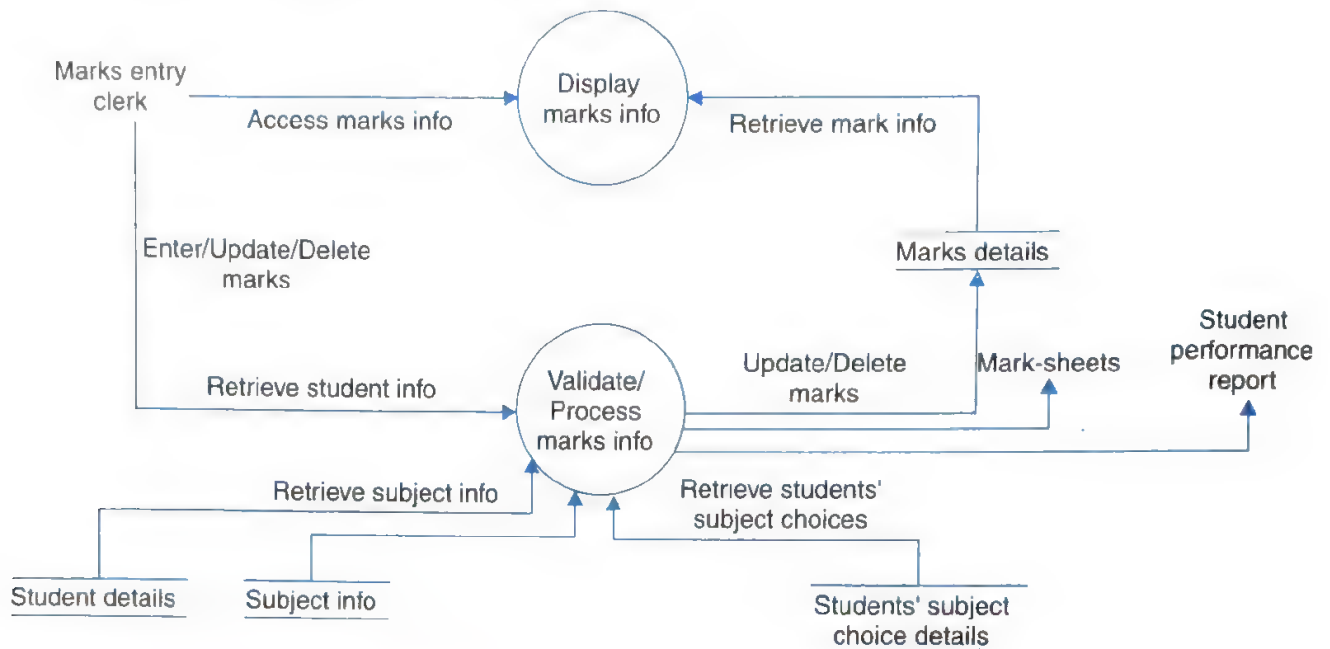 Marks entry
clerk
Display
marks info
Access marks info
Retrieve mark info
Enter/Update/Delete
marks
Marks details
Student
performance
report
Update/Delete
marks
Mark-sheets
Retrieve student info
Validate/
Process
marks info
Retrieve subject info
Retrieve students'
subject choices
Student details
Subject info
Students' subject
choice details